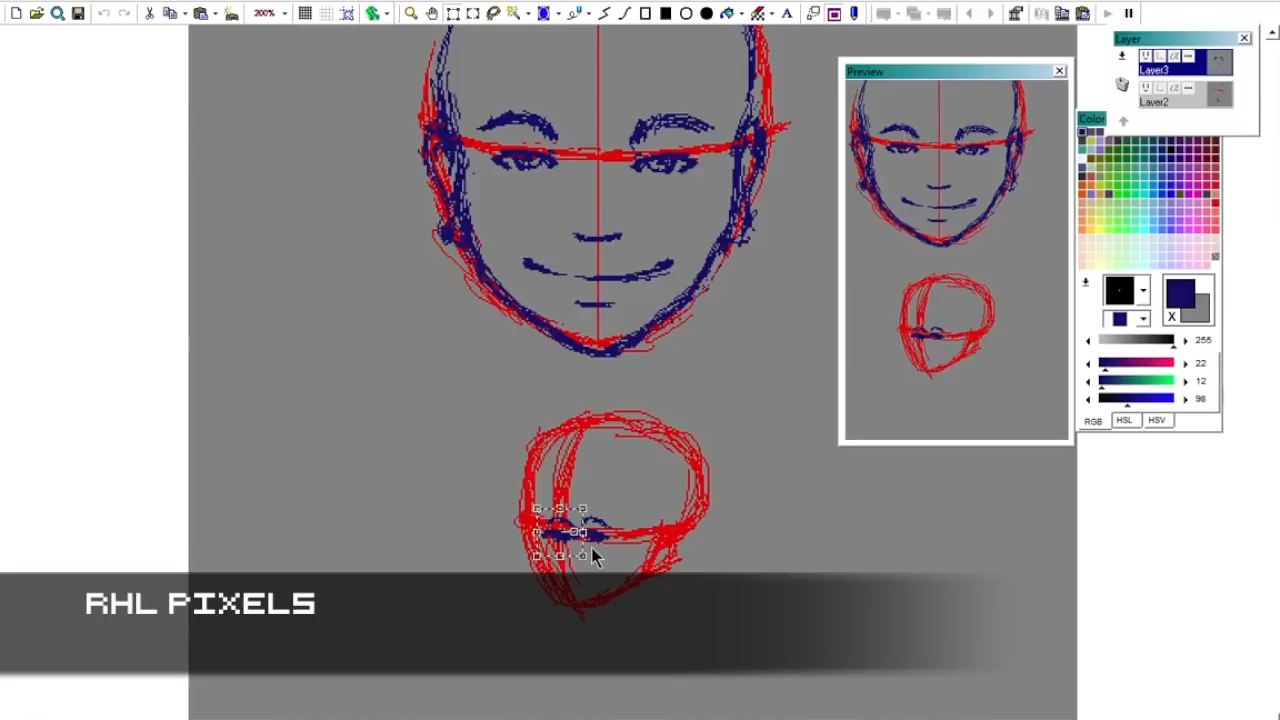 200%
A
Layer
Layer3
Layer2
Preview
Color
X
255
22
12
98
RGB HSL HSV
RHL PIXELS